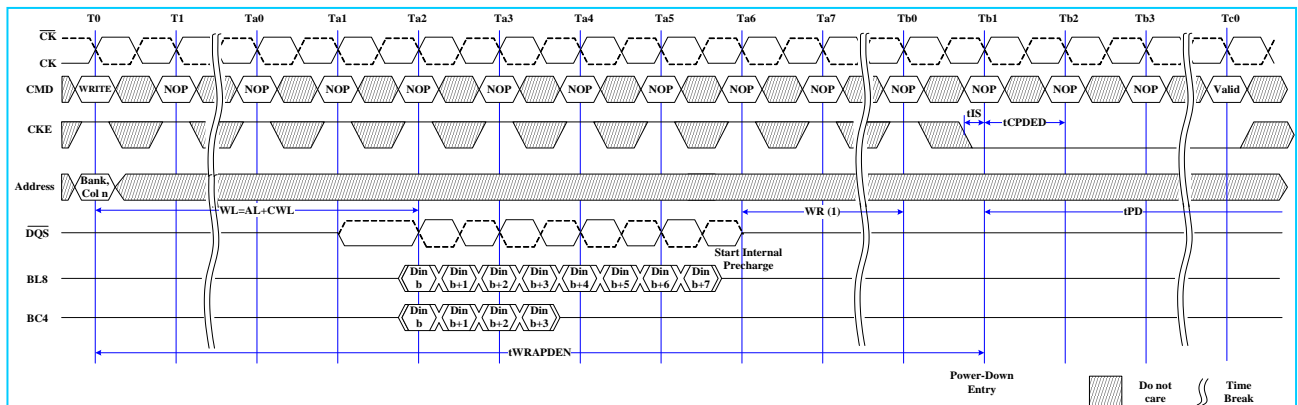 T0 T1 Ta0 Ta1 Ta2 Ta3 Ta4 Ta5 Ta6 Ta7 Tb0 Tb1 Tb2 Tb3 Tc0
CK
CK
CMD WRITE NOP NOP NOP NOP NOP NOP NOP NOP NOP NOP NOP NOP NOP Valid
tIS
CKE tCPDED
Address Bank,
Col n
WL=AL+CWL WR (1) tPD
DQS
Start Internal
Precharge
BL8 Din Din Din Din Din Din Din Din
b b+1 b+2 b+3 b+4 b+5 b+6 b+7
BC4 Din Din Din Din
b b+1 b+2 b+3
tWRAPDEN
Power-Down
Entry
Do not
care
Time
Break